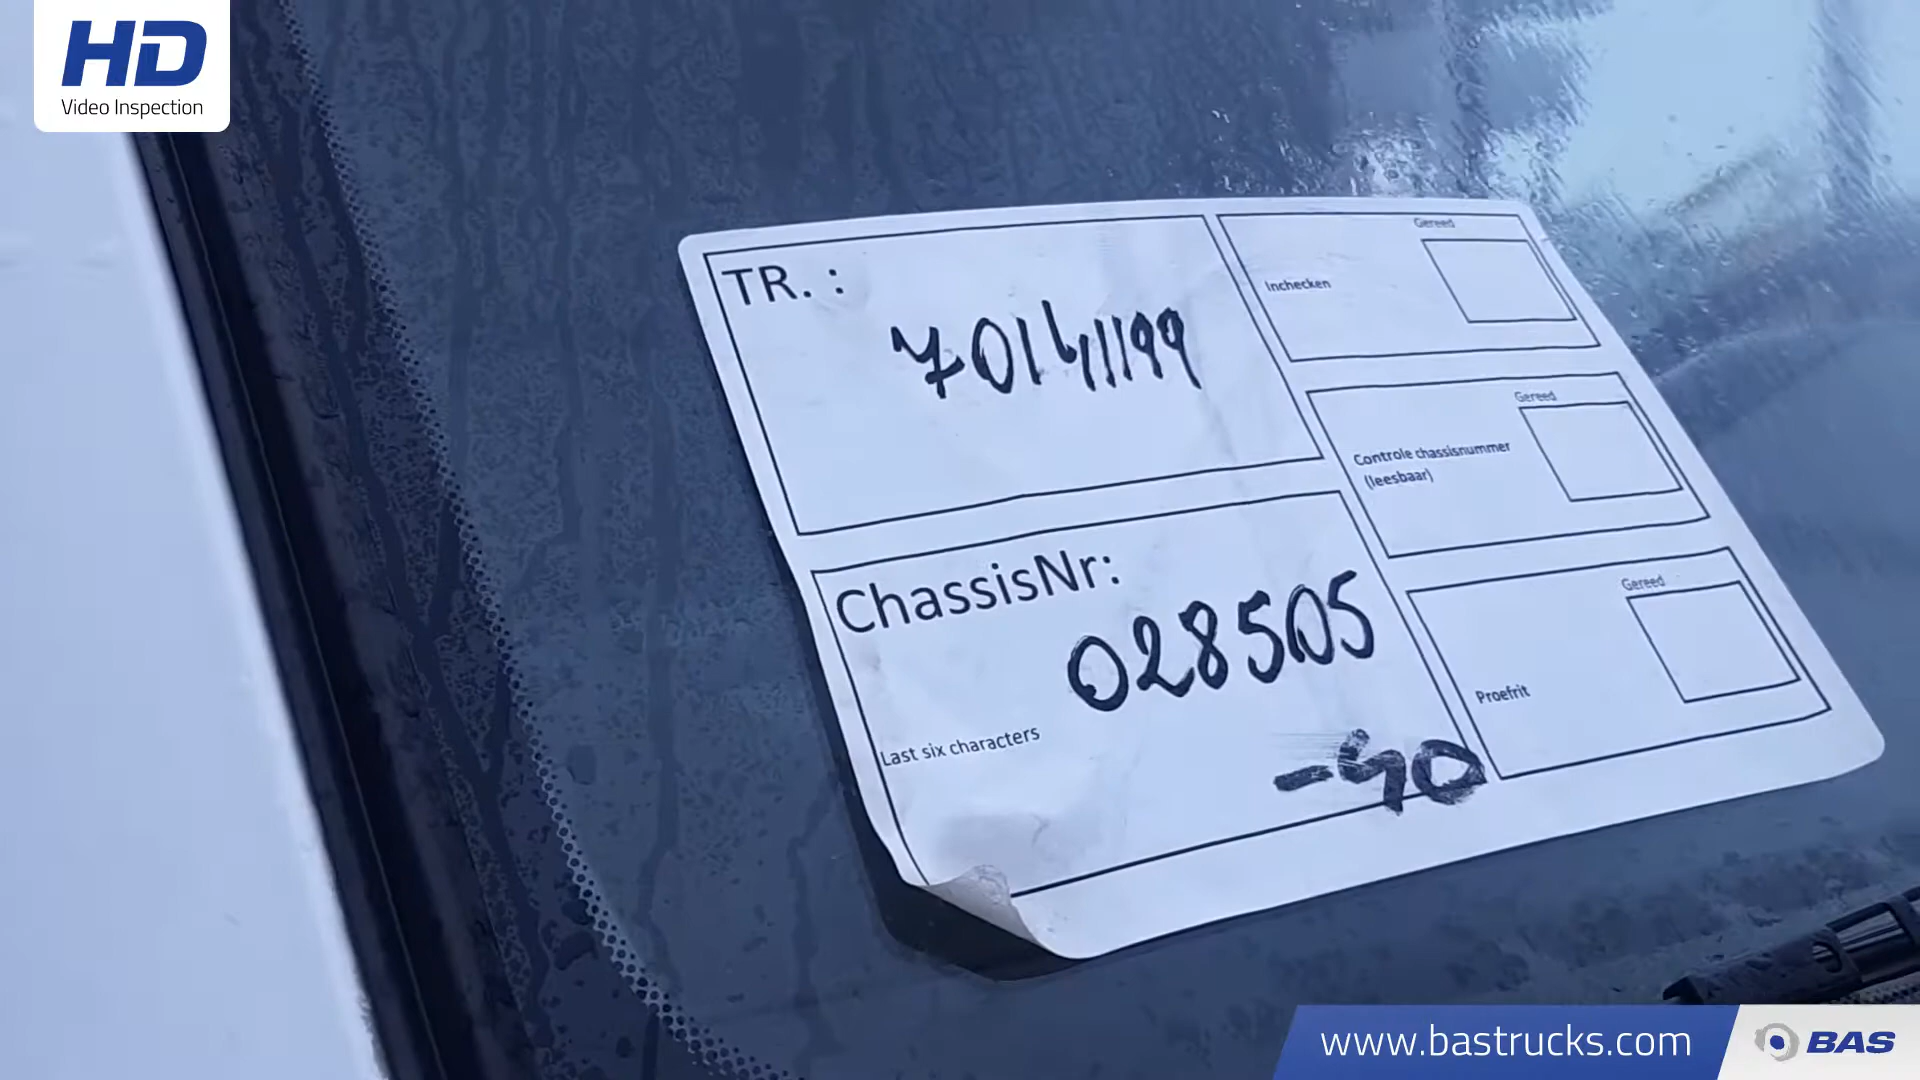 HD
Video Inspection
TR. :
70141199
ChassisNr:
028505
Last six characters
-40
Gereed
Inchecken
Gereed
Controle chassisnummer
(leesbaar)
Gereed
Proefrit
www.bastrucks.com
BAS